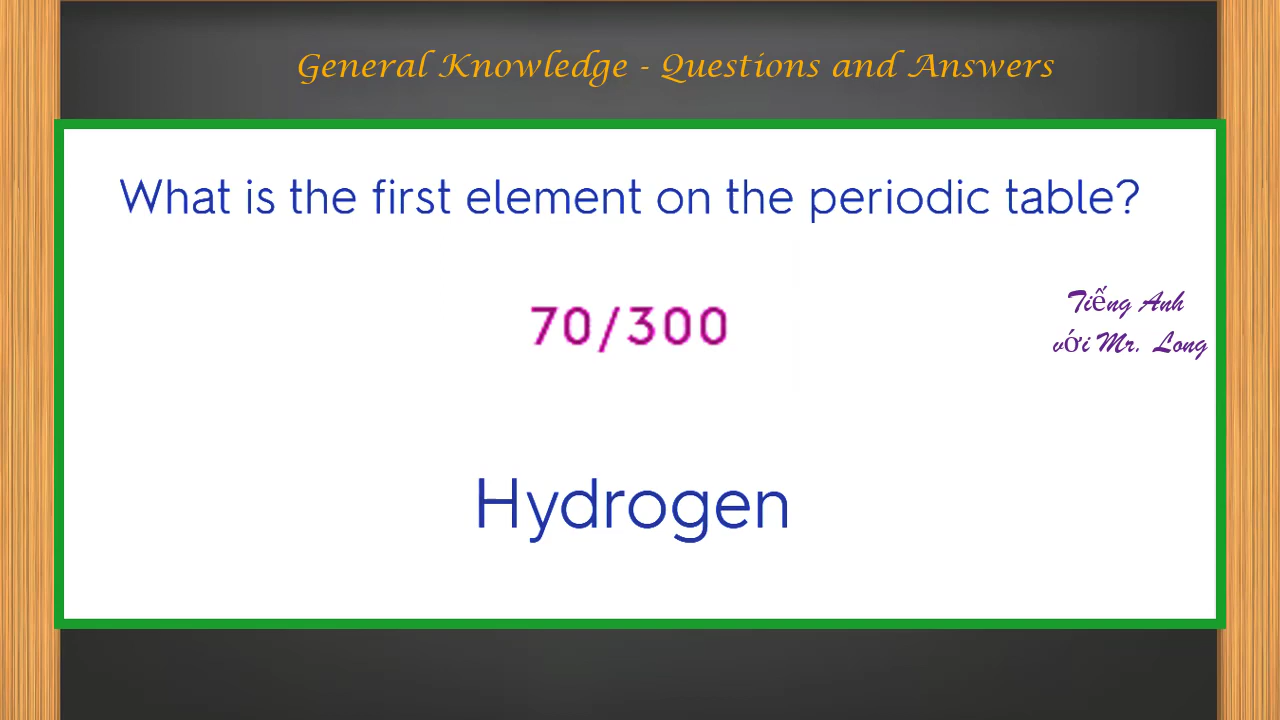 General Knowledge - Questions and Answers
What is the first element on the periodic table?
70/300
Tiếng Anh
với Mr. Long
Hydrogen